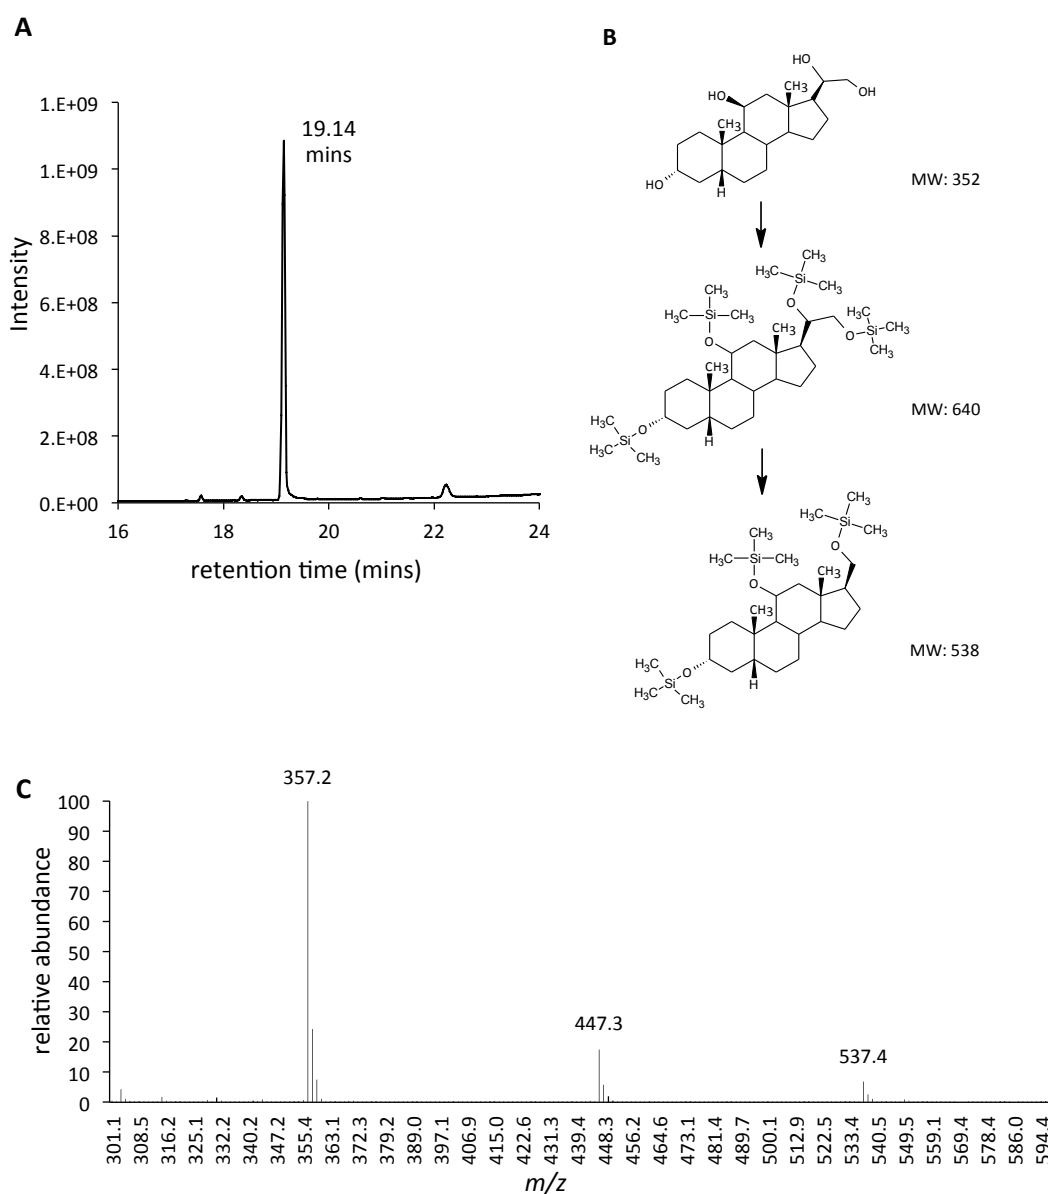 A
1.E+09
1.E+09
8.E+08
6.E+08
4.E+08
2.E+08
0.E+00
Intensity
19.14
mins
16 18 20 22 24
retention time (mins)
B
HO
OH
HO CH3
CH3
HO
H
MW: 352
CH3
H3C Si
CH3
CH3
H3C Si CH3
O
H3C
O
CH3
O Si CH3
CH3
CH3
H3C
O
H3C Si
CH3
H
MW: 640
CH3
H3C Si
CH3
CH3
O
H3C Si CH3
O
CH3
CH3
H3C
O
H3C Si
CH3
H
MW: 538
C
100
90
80
70
60
50
40
30
20
10
0
relative abundance
357.2
447.3
537.4
301.1 308.5 316.2 325.1 332.2 340.2 347.2 355.4 363.1 372.3 379.2 389.0 397.1 406.9 415.0 422.6 431.3 439.4 448.3 456.2 464.6 473.1 481.4 489.7 500.1 512.9 522.5 533.4 540.5 549.5 559.1 569.4 578.4 586.0 594.4
m/z